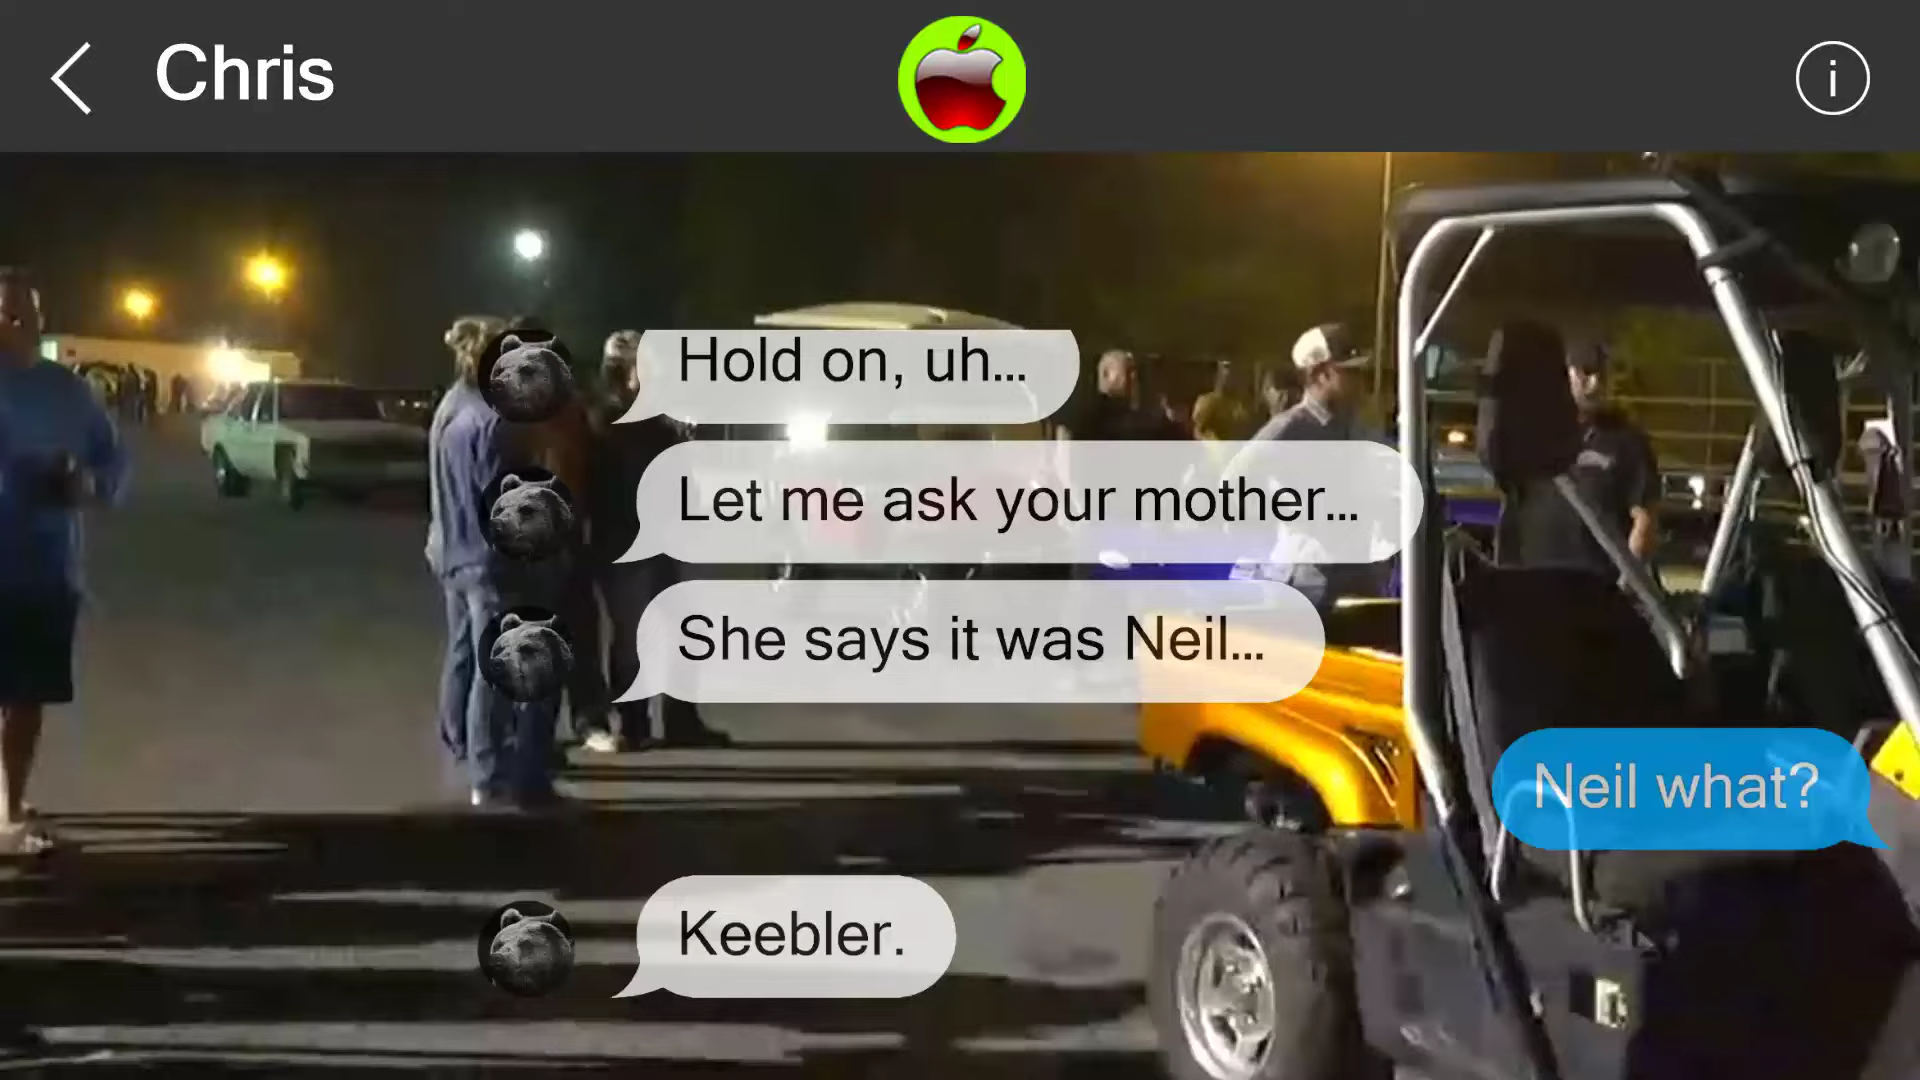 Chris
Hold on, uh...
Let me ask your mother...
She says it was Neil...
Neil what?
Keebler.